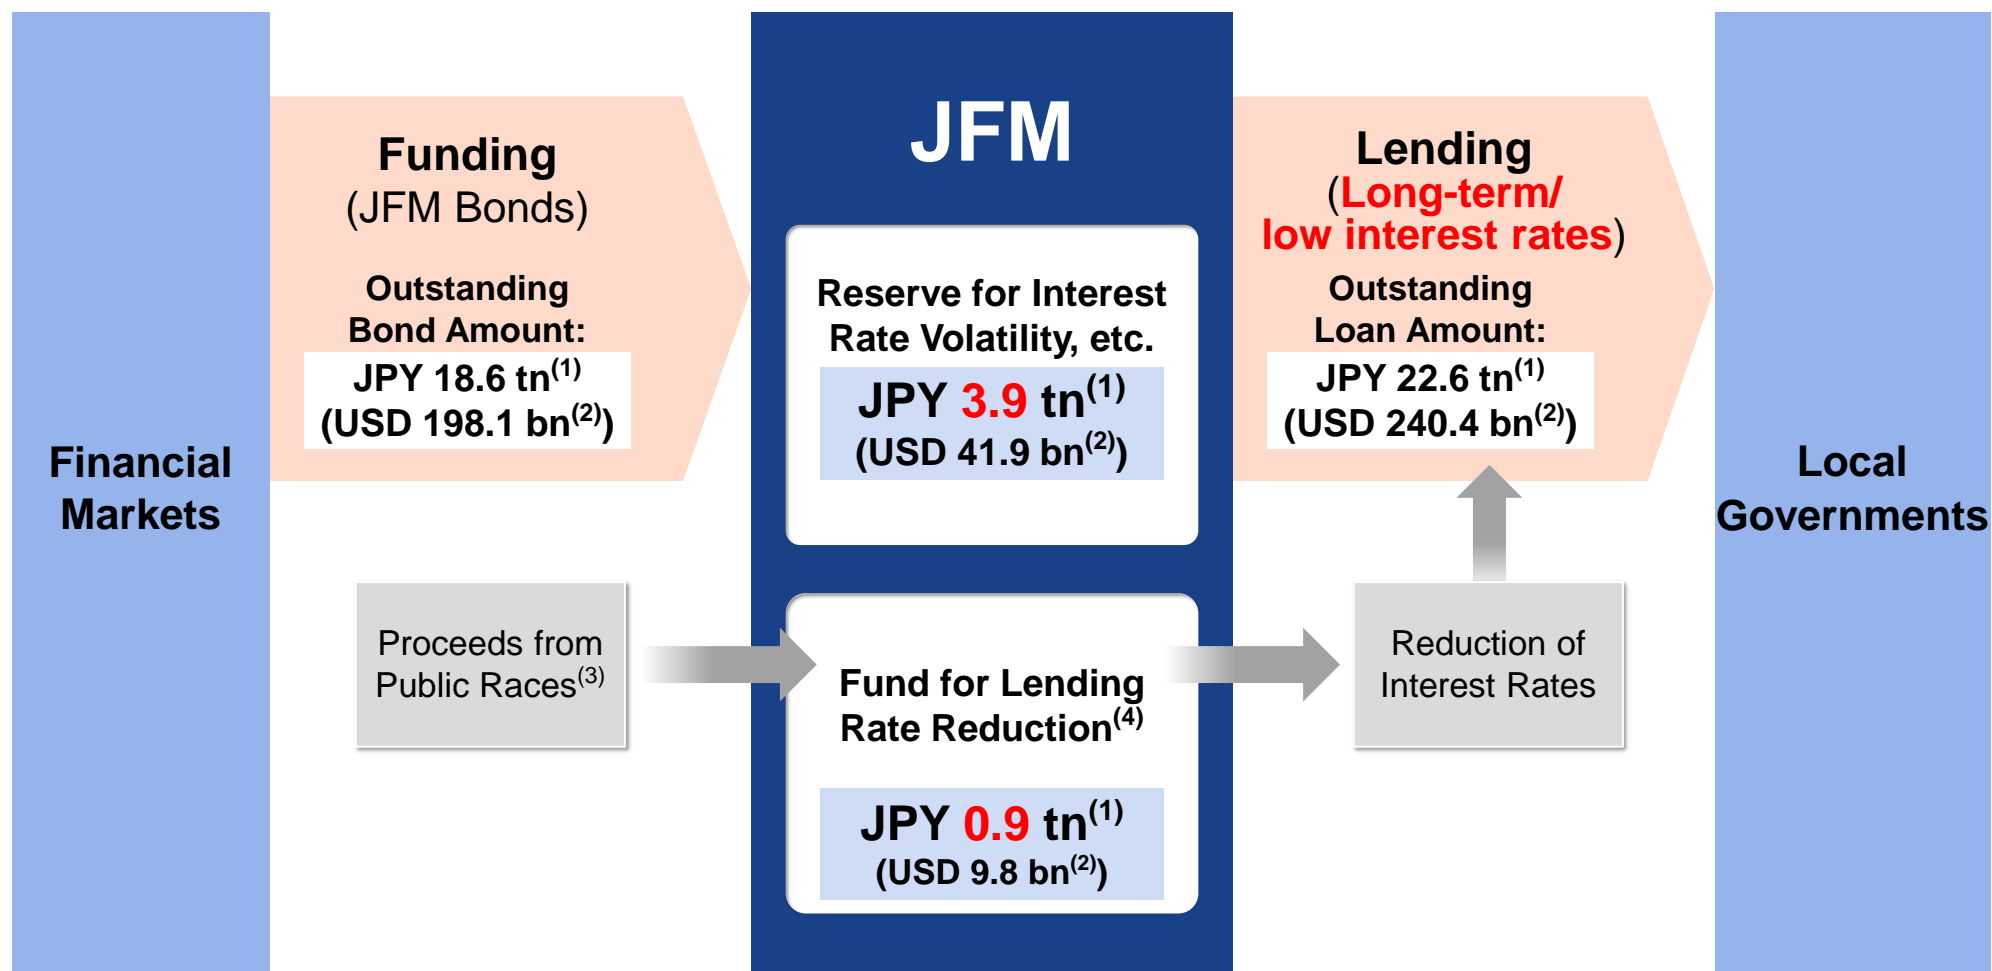 Financial
Markets
Funding
(JFM Bonds)
Outstanding
Bond Amount:
JPY 18.6 tn(1)
(USD 198.1 bn(2))
Proceeds from
Public Races(3)
JFM
Reserve for Interest
Rate Volatility, etc.
JPY 3.9 tn(1)
(USD 41.9 bn(2))
Fund for Lending
Rate Reduction(4)
JPY 0.9 tn(1)
(USD 9.8 bn(2))
Lending
(Long-term/
low interest rates)
Outstanding
Loan Amount:
JPY 22.6 tn(1)
(USD 240.4 bn(2))
Reduction of
Interest Rates
Local
Governments